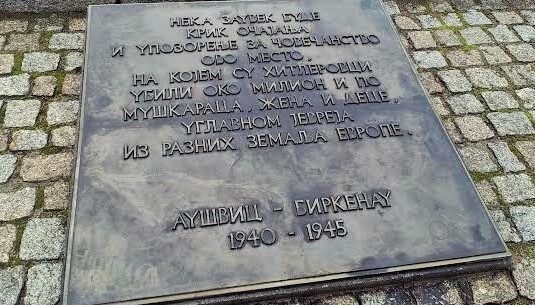 НЕКА ЗАУВЕК БУДЕ
КРИК ОЧАЈАЊА
И УПОЗОРЕЊЕ ЗА ЧОВЕЧАНСТВО
ОВО МЕСТО,
НА КОЈЕМ СУ ХИТЛЕРОВЦИ
УБИЛИ ОКО МИЛИОН И ПО
МУШКАРАЦА, ЖЕНА И ДЕЦЕ,
УГЛАВНОМ ЈЕВРЕЈА
ИЗ РАЗНИХ ЗЕМАЉА ЕВРОПЕ.
АУШВИЦ - БИРКЕНАУ
1940 - 1945